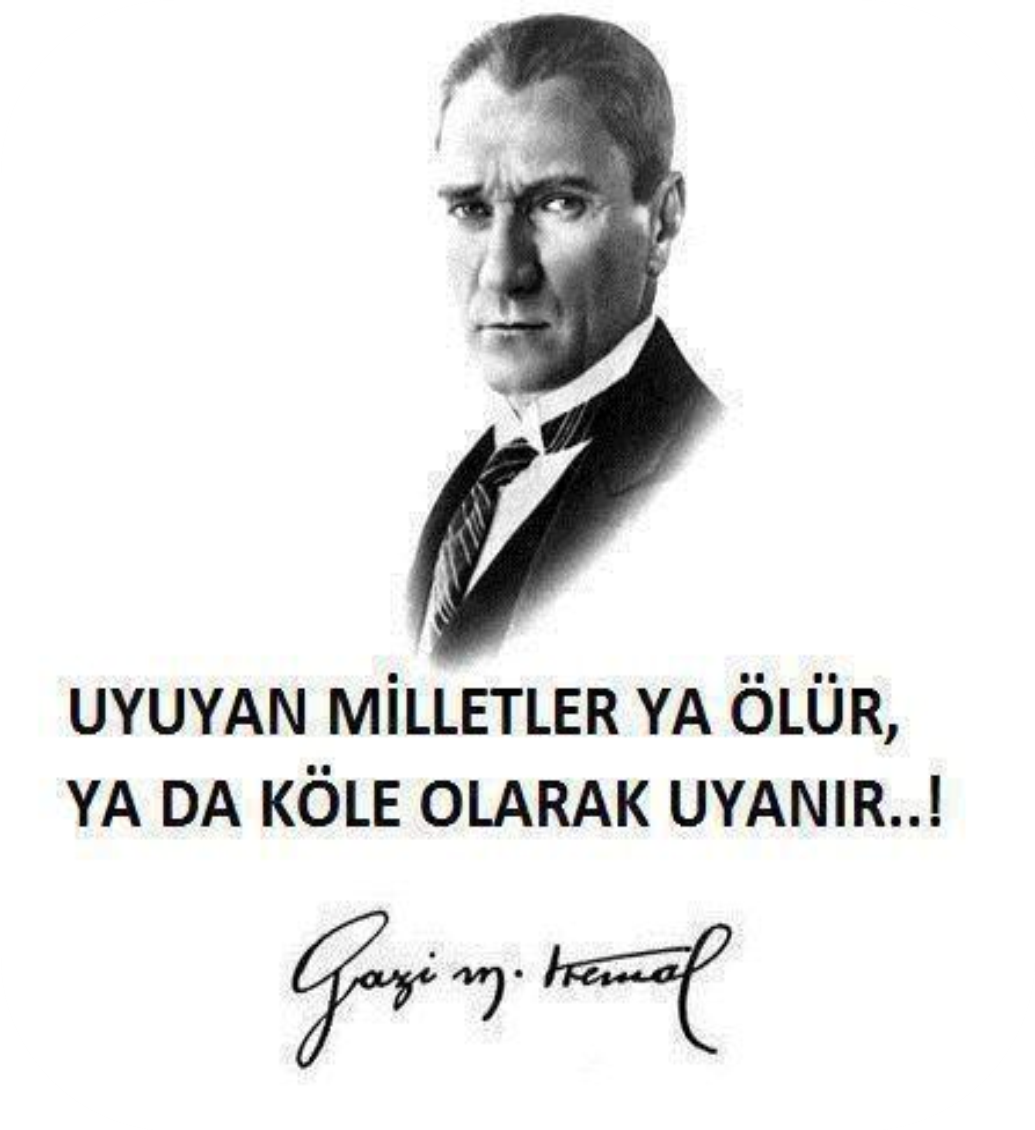 UYUYAN MİLLETLER YA ÖLÜR,
YA DA KÖLE OLARAK UYANIR..!
Gazi M. Kemal